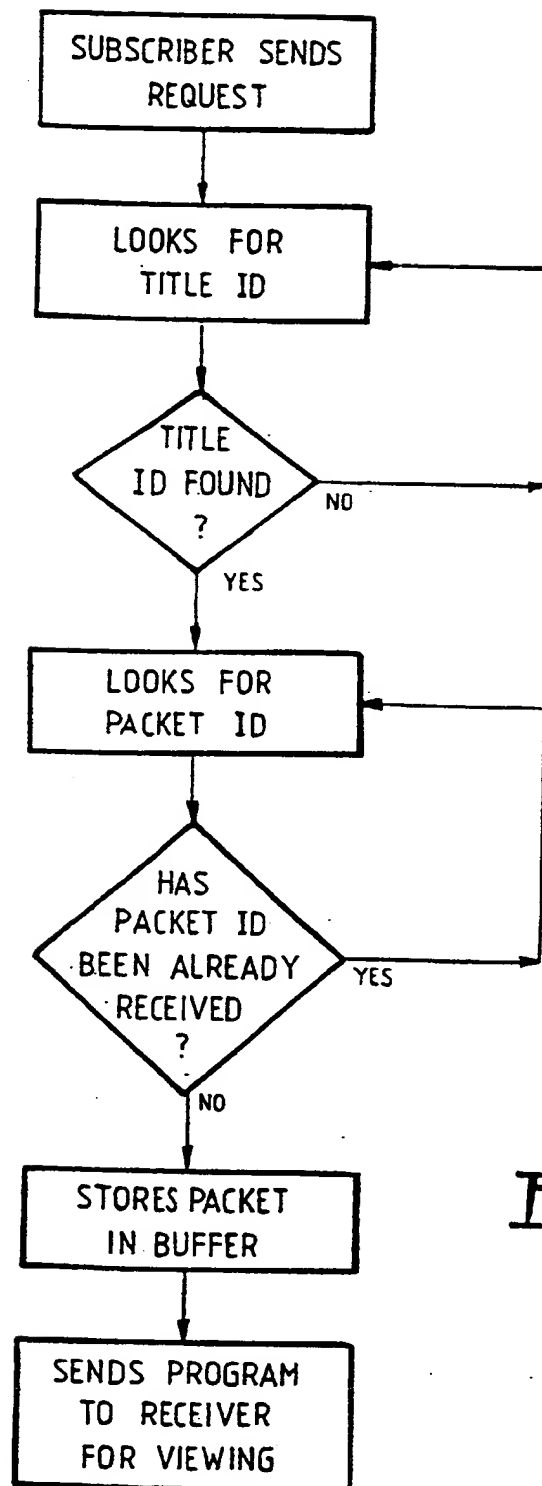 SUBSCRIBER SENDS
REQUEST
LOOKS FOR
TITLE ID
TITLE
ID FOUND
?
NO
YES
LOOKS FOR
PACKET ID
HAS
PACKET ID
BEEN ALREADY
RECEIVED
?
YES
NO
STORES PACKET
IN BUFFER
SENDS PROGRAM
TO RECEIVER
FOR VIEWING